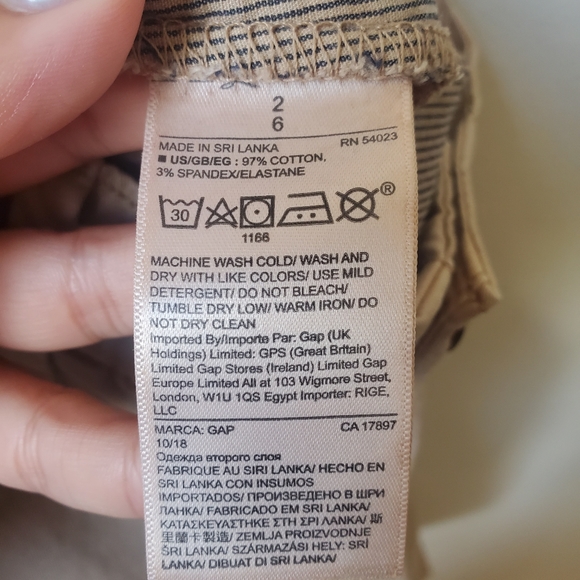 2
6
MADE IN SRI LANKA RN 54023
■ US/GB/EG : 97% COTTON.
3% SPANDEX/ELASTANE
30 ®
1166
MACHINE WASH COLD/ WASH AND
DRY WITH LIKE COLORS/ USE MILD
DETERGENT/ DO NOT BLEACH/
TUMBLE DRY LOW/ WARM IRON/ DO
NOT DRY CLEAN
Imported By/Importe Par: Gap (UK
Holdings) Limited: GPS (Great Britain)
Limited Gap Stores (Ireland) Limited Gap
Europe Limited All at 103 Wigmore Street,
London, W1U 1QS Egypt Importer: RIGE,
LLC
MARCA: GAP CA 17897
10/18
Одежда второго слоя
FABRIQUE AU SIRI LANKA/ HECHO EN
SRI LANKA CON INSUMOS
IMPORTADOS/ ПРОИЗВЕДЕНО В ШРИ
ЛАНКА/ FABRICADO EM SRI LANKA/
ΚΑΤΑΣΚΕΥΑΣΤΗΚΕ ΣΤΗ ΣΡΙ ΛΑΝΚΑ/ 斯
里蘭卡製造/ ZEMLJA PROIZVODNJE
ŠRI LANKA/ SZÁRMAZÁSI HELY: SRÍ
LANKA/ DIBUAT DI SRI LANKA/